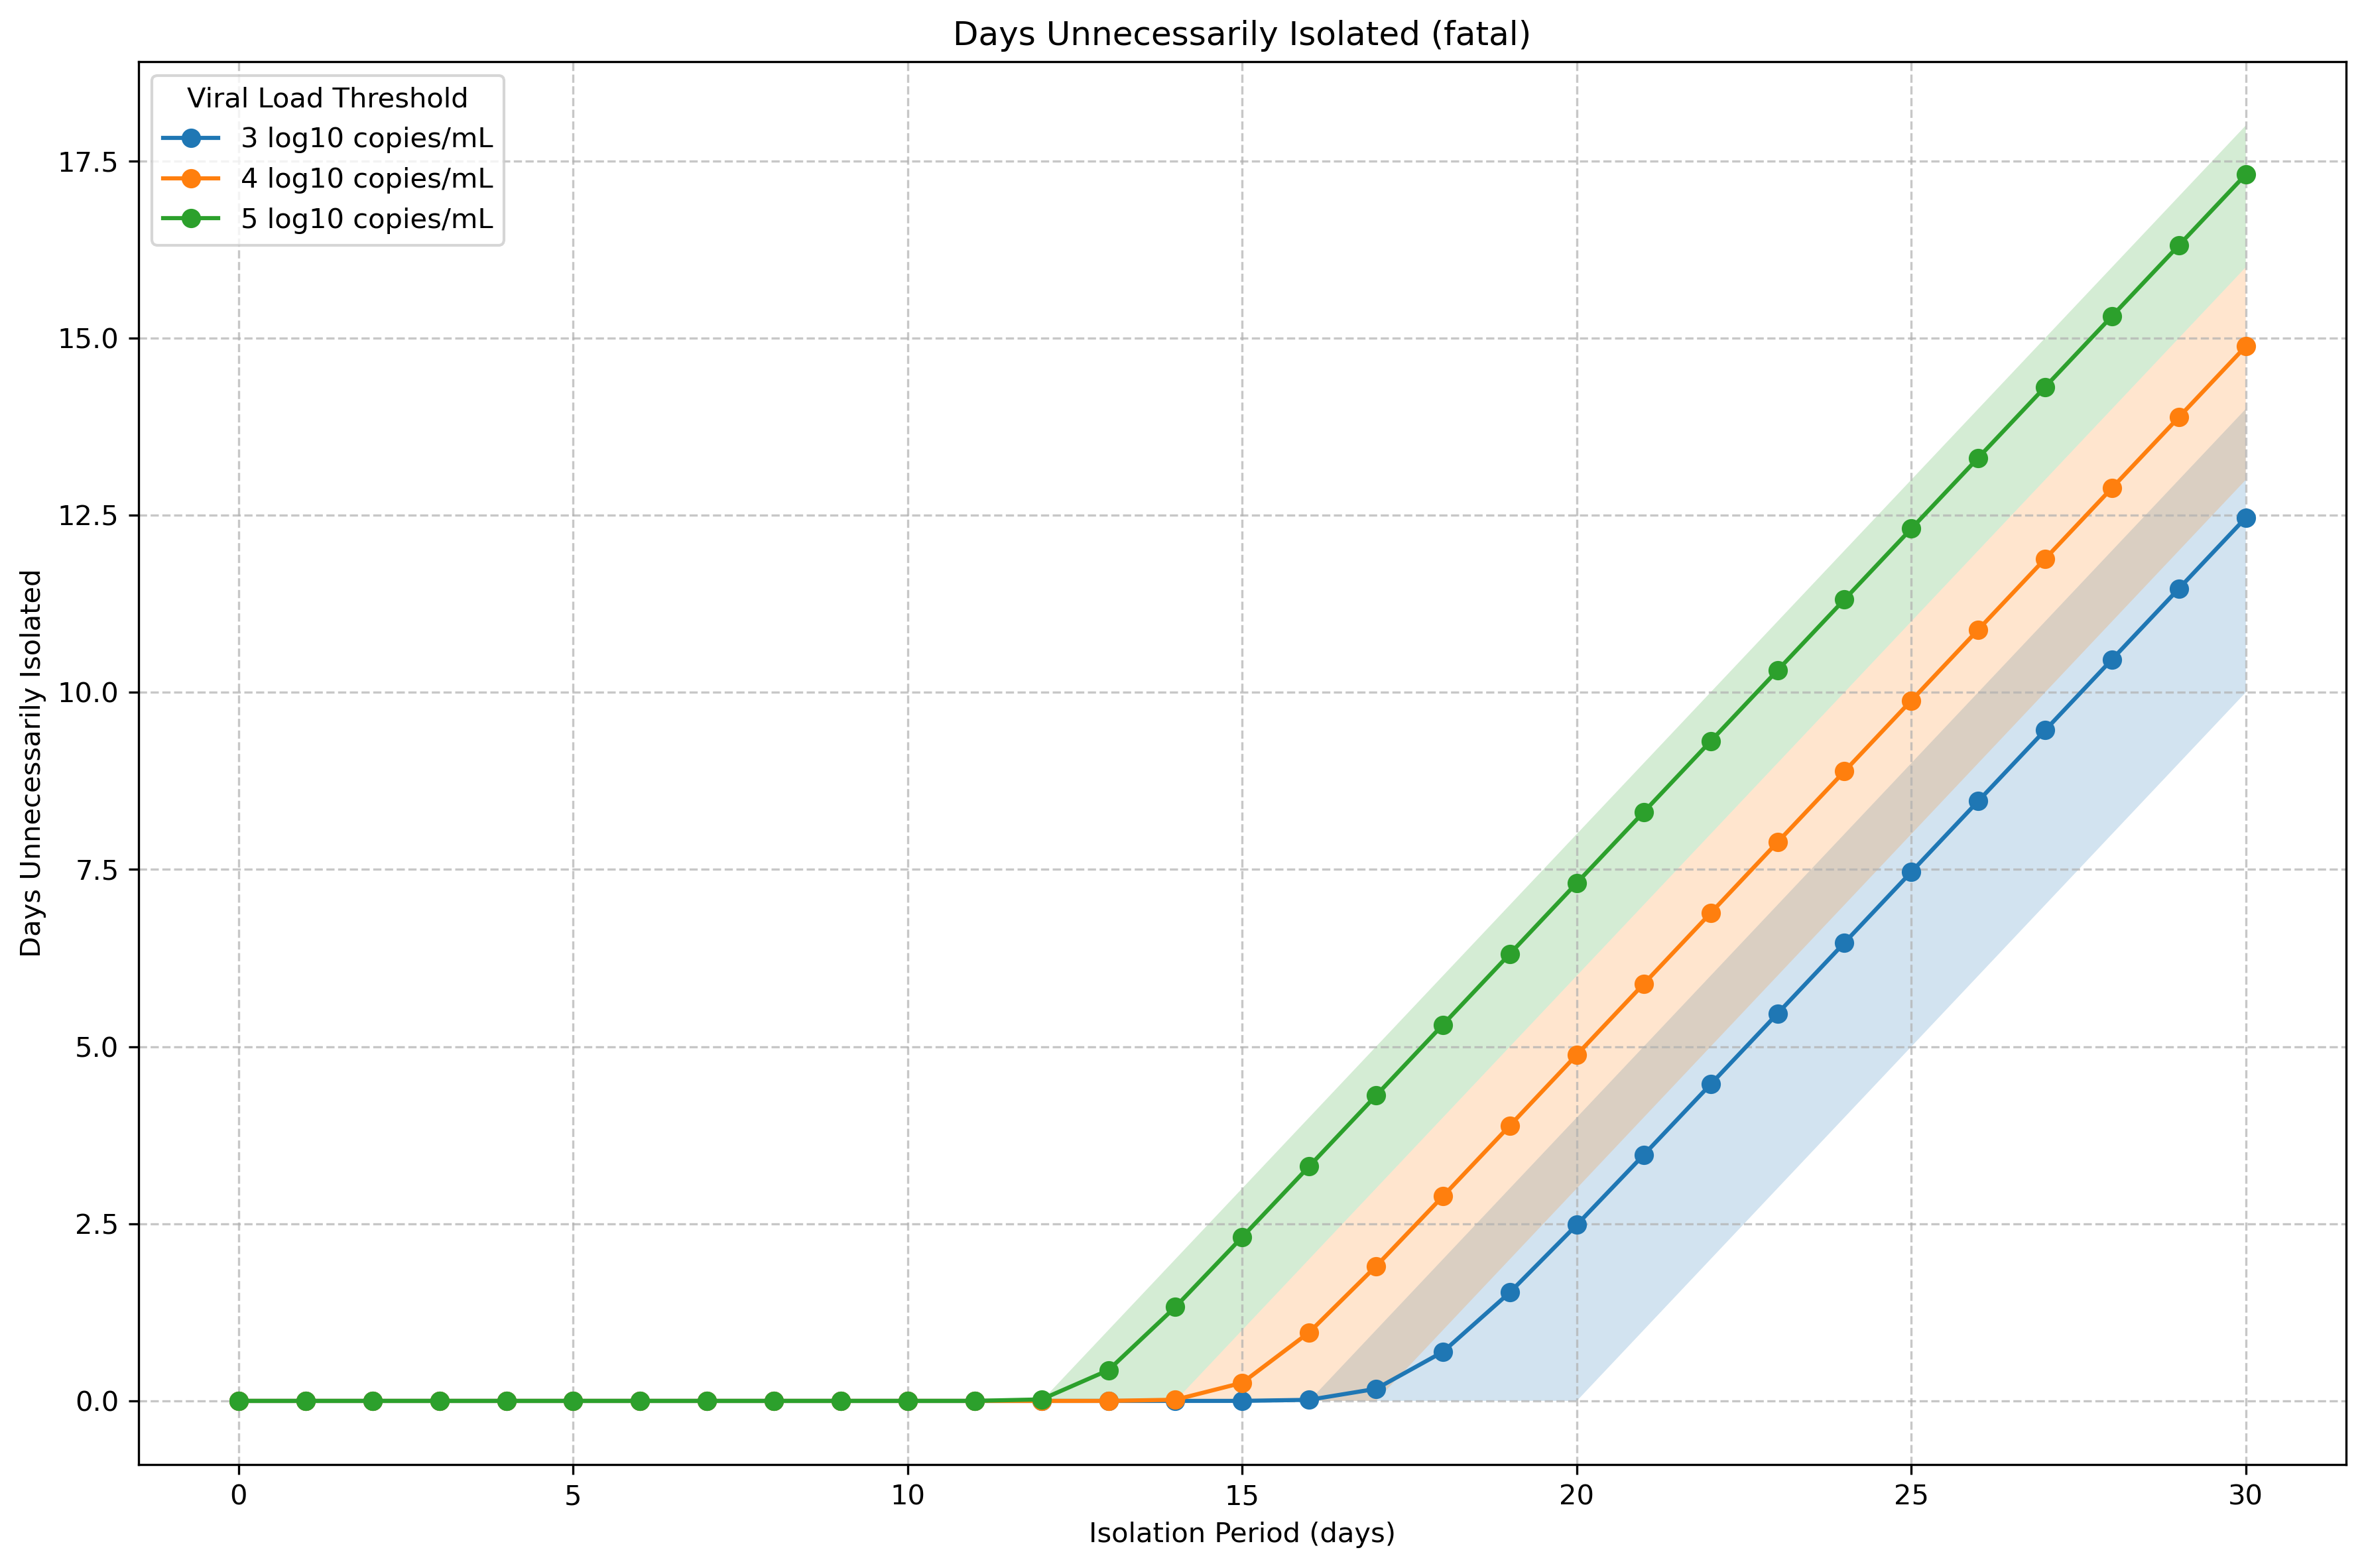 Days Unnecessarily Isolated (fatal)
Viral Load Threshold
3 log10 copies/mL
4 log10 copies/mL
5 log10 copies/mL
Days Unnecessarily Isolated
17.5
15.0
12.5
10.0
7.5
5.0
2.5
0.0
0 5 10 15 20 25 30
Isolation Period (days)